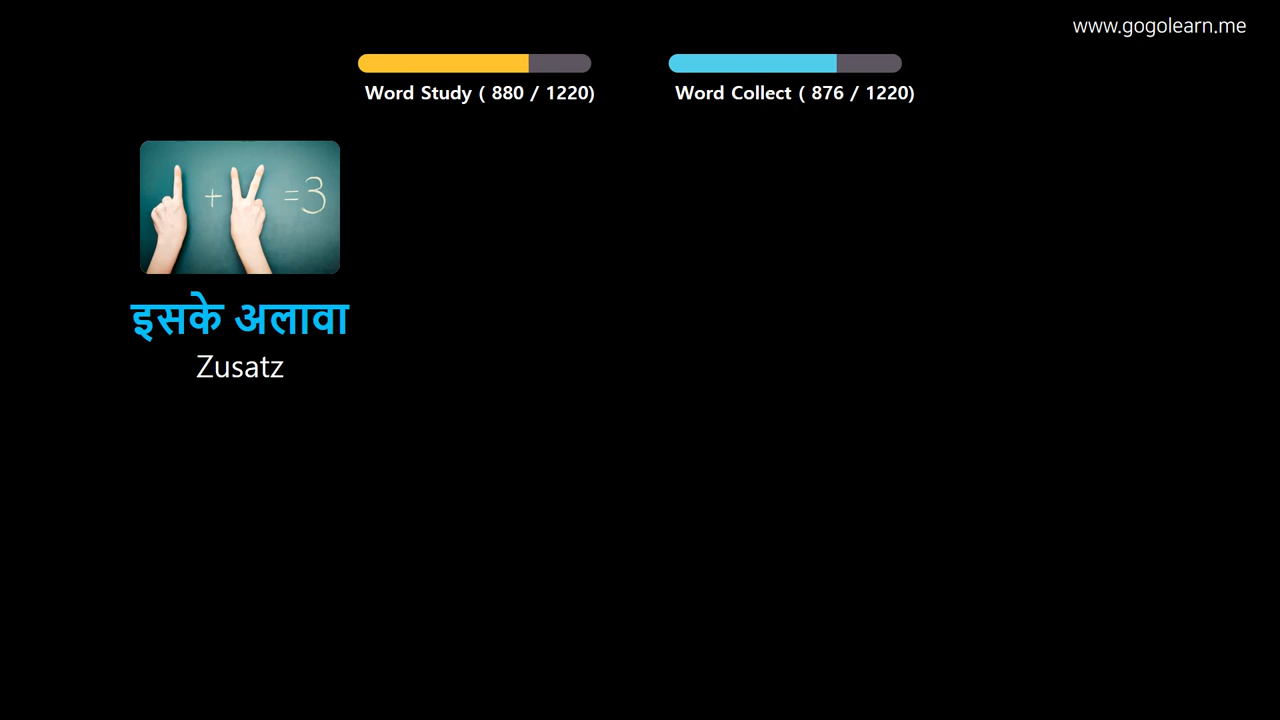 www.gogolearn.me
Word Study ( 880 / 1220)
Word Collect ( 876 / 1220)
+ =3
इसके अलावा
Zusatz